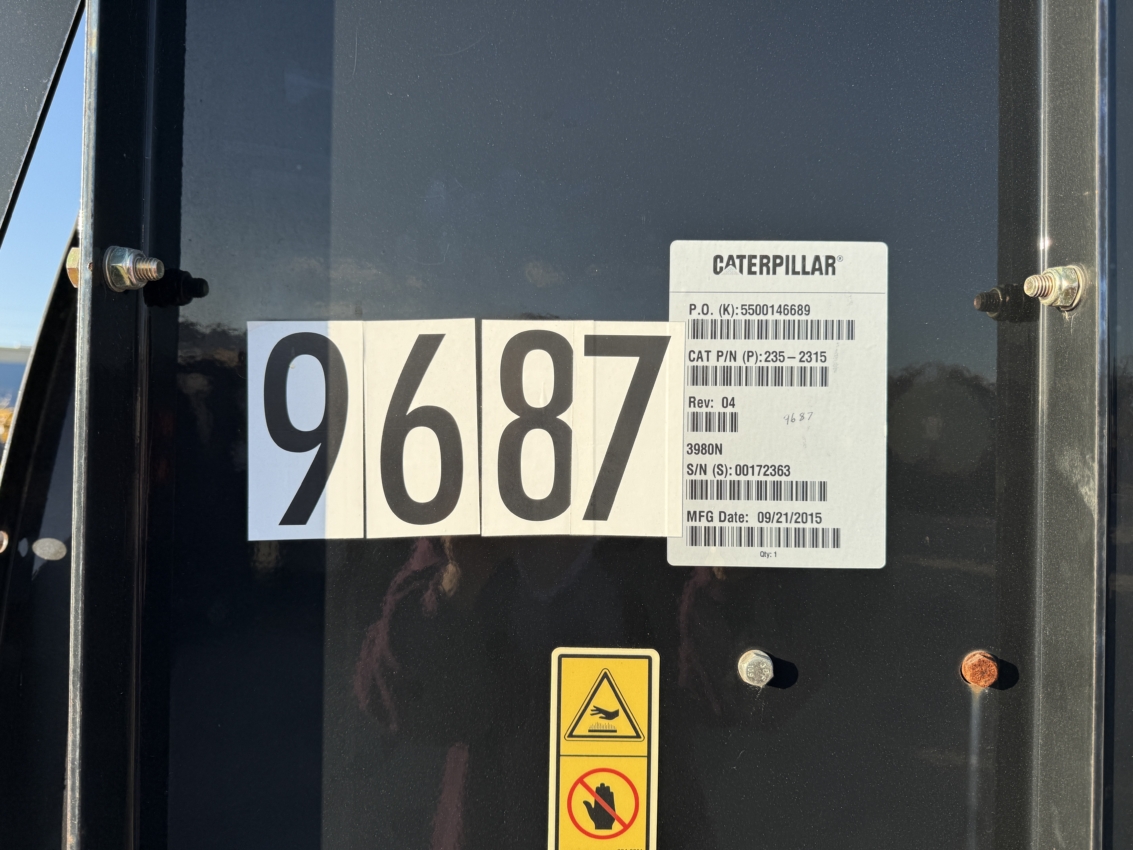 9687
CATERPILLAR®
P.O. (K):5500146689
CAT P/N (P):235-2315
Rev: 04
9687
3980N
S/N (S):00172363
MFG Date: 09/21/2015
Qty: 1